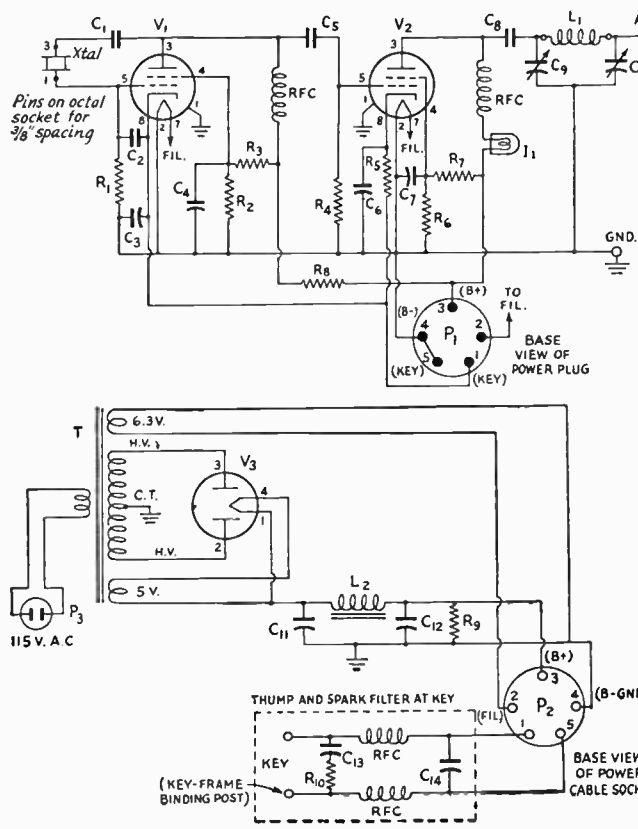 C1
V1
C5
V2
C8
L1
A
3
Xtal
1
3
5
4
8
2
7
1
FIL.
RFC
3
5
1
8
2
7
4
FIL.
RFC
C9
C
Pins on octal
socket for
3/8" spacing
C2
R1
C3
C4
R3
R2
R4
R5
C6
C7
R7
R6
I1
GND.
R8
(B+)
(B-)
3
4
P1
2
5
1
TO
FIL.
(KEY)
(KEY)
BASE
VIEW OF
POWER PLUG
T
6.3V.
H.V.
V3
3
4
1
2
C.T.
H.V.
5V.
P3
115V. A.C
L2
C11
C12
R9
(B+)
3
2
P2
4
1
5
(B-GND
(FIL)
THUMP AND SPARK FILTER AT KEY
RFC
KEY
C13
R10
C14
RFC
(KEY-FRAME
BINDING POST)
BASE VIEW
OF POWER
CABLE SOCK